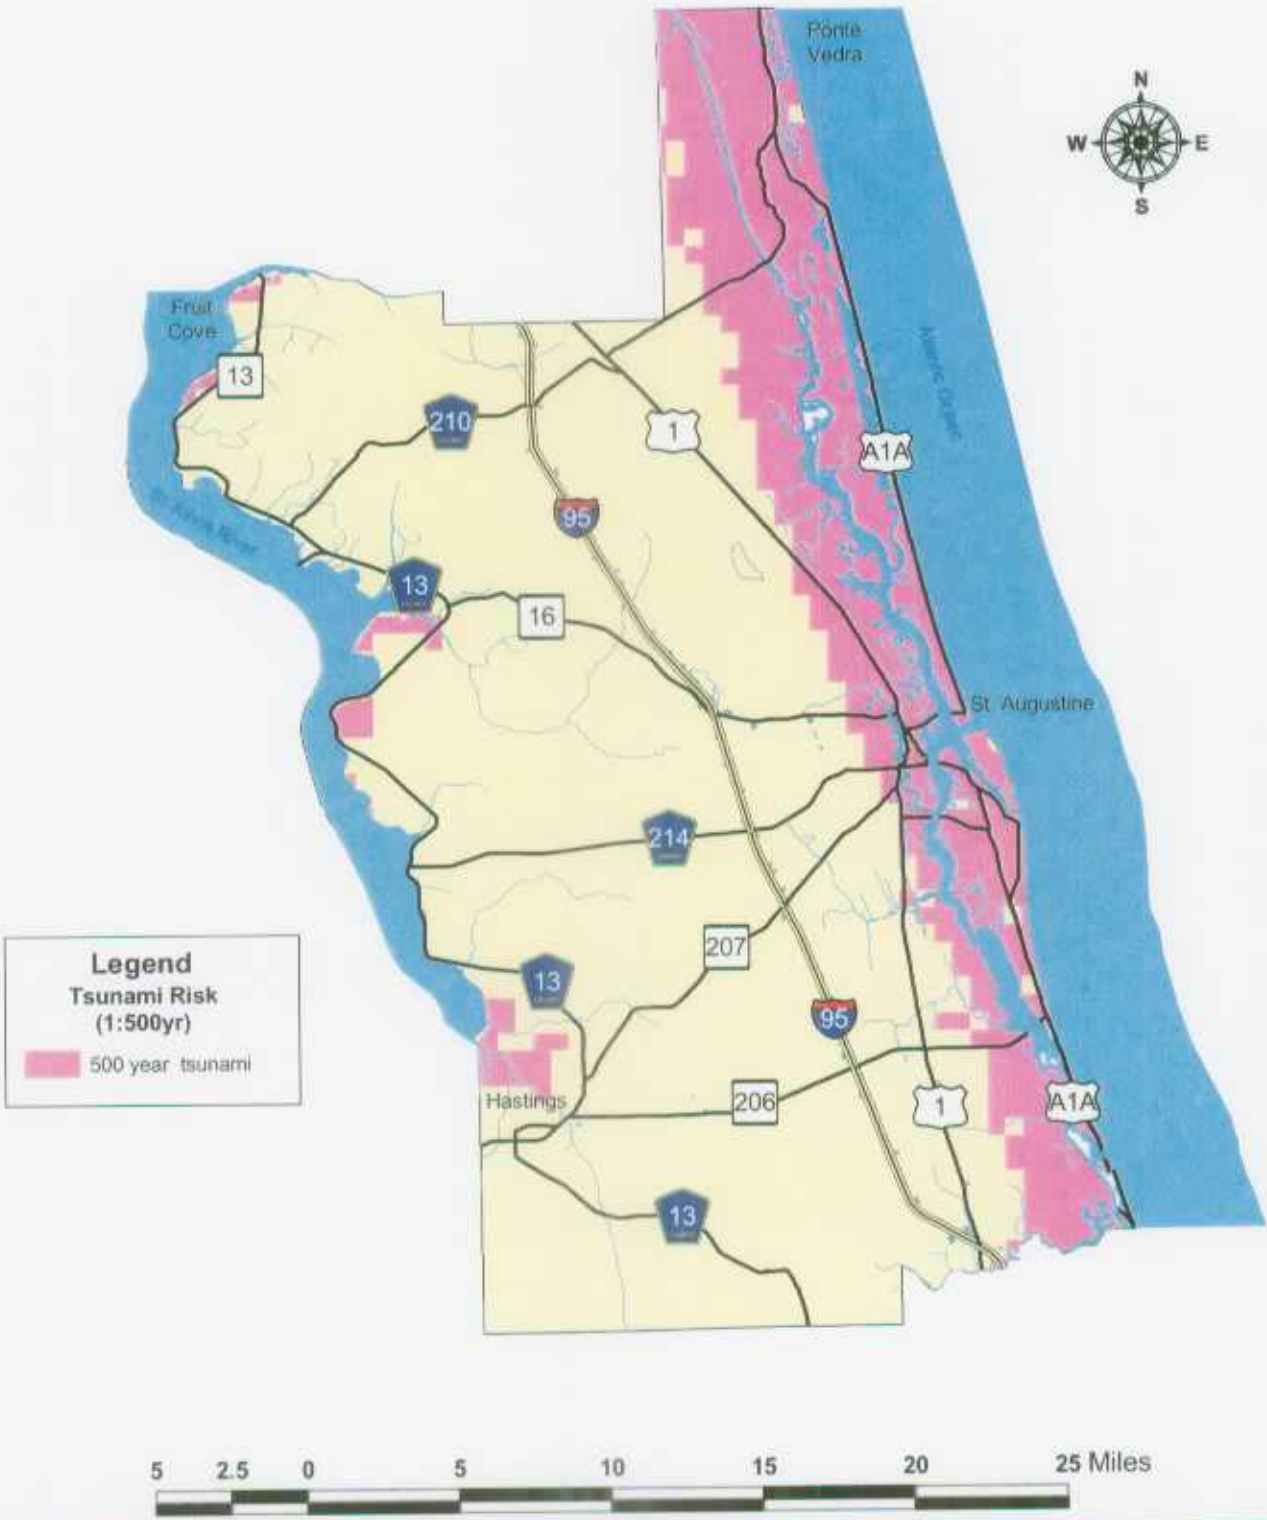 Ponte
Vedra
N
W E
S
Fruit
Cove
13
210
1
A1A
Atlantic Ocean
95
St. Johns River
13
16
St Augustine
214
Legend
Tsunami Risk
(1:500yr)
500 year tsunami
207
13
95
Hastings
206
1
A1A
13
5 2.5 0 5 10 15 20 25 Miles